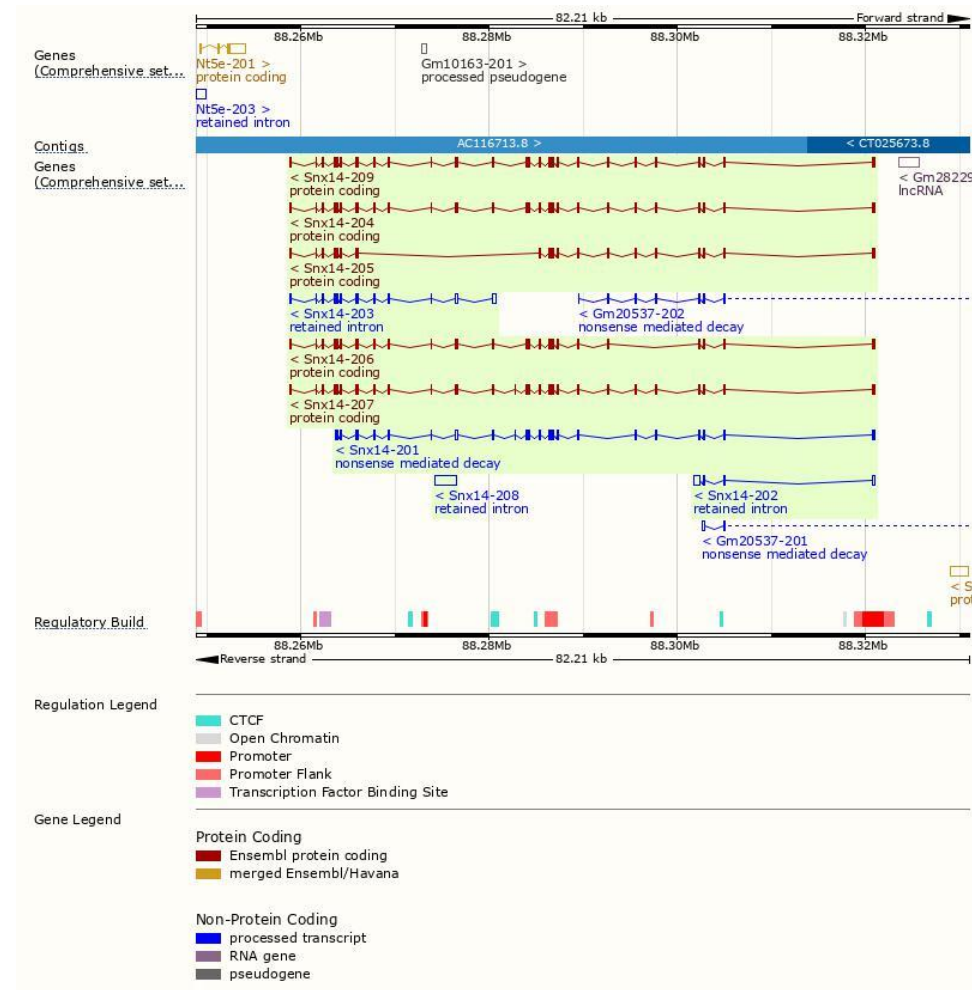 82.21 kb Forward strand
88.26Mb 88.28Mb 88.30Mb 88.32Mb
Genes
(Comprehensive set...
Nt5e-201 >
protein coding
Gm10163-201 >
processed pseudogene
Nt5e-203 >
retained intron
Contigs
AC116713.8 > < CT025673.8
Genes
(Comprehensive set...
< Snx14-209
protein coding
< Gm28229
lncRNA
< Snx14-204
protein coding
< Snx14-205
protein coding
< Snx14-203
retained intron
< Gm20537-202
nonsense mediated decay
< Snx14-206
protein coding
< Snx14-207
protein coding
< Snx14-201
nonsense mediated decay
< Snx14-208
retained intron
< Snx14-202
retained intron
< Gm20537-201
nonsense mediated decay
< S
prot
Regulatory Build
88.26Mb 88.28Mb 88.30Mb 88.32Mb
Reverse strand 82.21 kb
Regulation Legend
CTCF
Open Chromatin
Promoter
Promoter Flank
Transcription Factor Binding Site
Gene Legend
Protein Coding
Ensembl protein coding
merged Ensembl/Havana
Non-Protein Coding
processed transcript
RNA gene
pseudogene